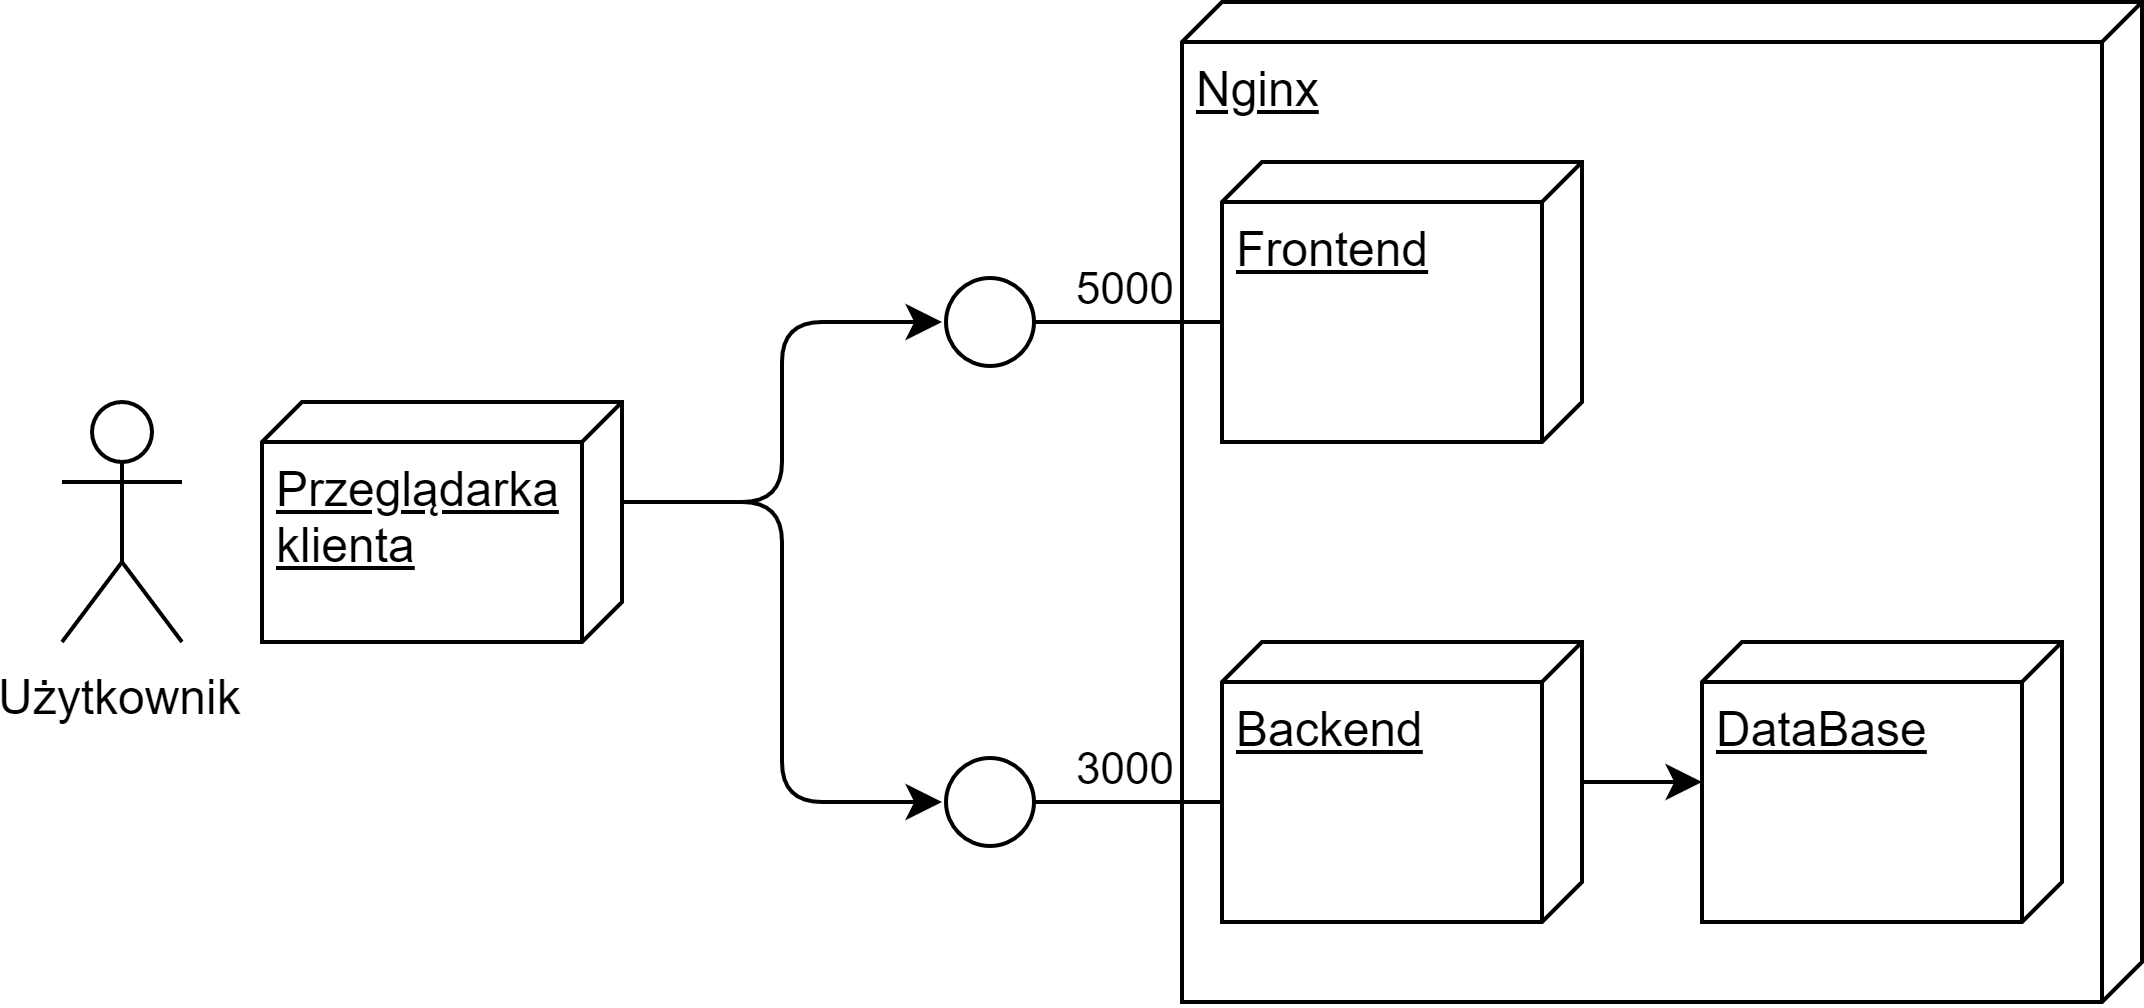 Nginx
Frontend
5000
Przeglądarka
klienta
Użytkownik
3000
Backend
DataBase